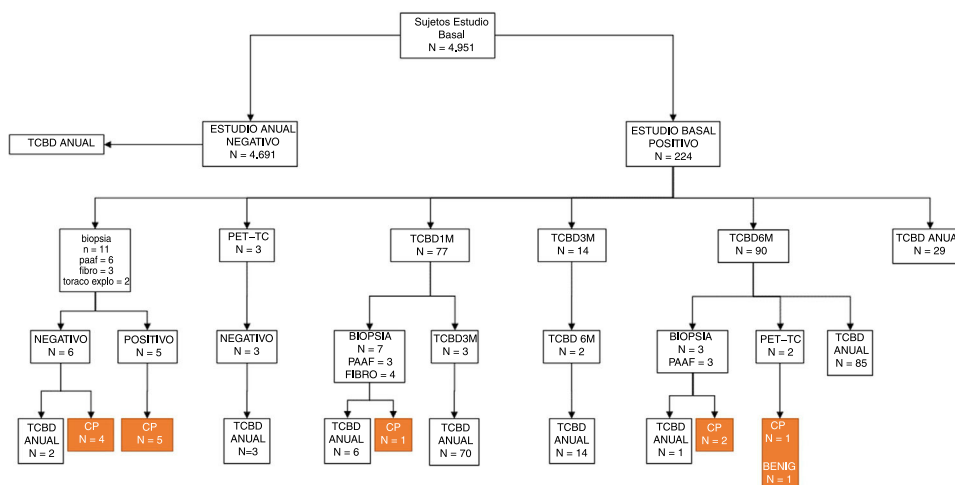 Sujetos Estudio
Basal
N = 4.951
TCBD ANUAL
ESTUDIO ANUAL
NEGATIVO
N = 4.691
ESTUDIO BASAL
POSITIVO
N = 224
biopsia
n = 11
paaf = 6
fibro = 3
toraco explo = 2
PET–TC
N = 3
TCBD1M
N = 77
TCBD3M
N = 14
TCBD6M
N = 90
TCBD ANUAL
N = 29
NEGATIVO
N = 6
POSITIVO
N = 5
NEGATIVO
N = 3
BIOPSIA
N = 7
PAAF = 3
FIBRO = 4
TCBD3M
N = 3
TCBD 6M
N = 2
BIOPSIA
N = 3
PAAF = 3
PET–TC
N = 2
TCBD
ANUAL
N = 85
TCBD
ANUAL
N = 2
CP
N = 4
CP
N = 5
TCBD
ANUAL
N=3
TCBD
ANUAL
N = 6
CP
N = 1
TCBD
ANUAL
N = 70
TCBD
ANUAL
N = 14
TCBD
ANUAL
N = 1
CP
N = 2
CP
N = 1
BENIG
N = 1